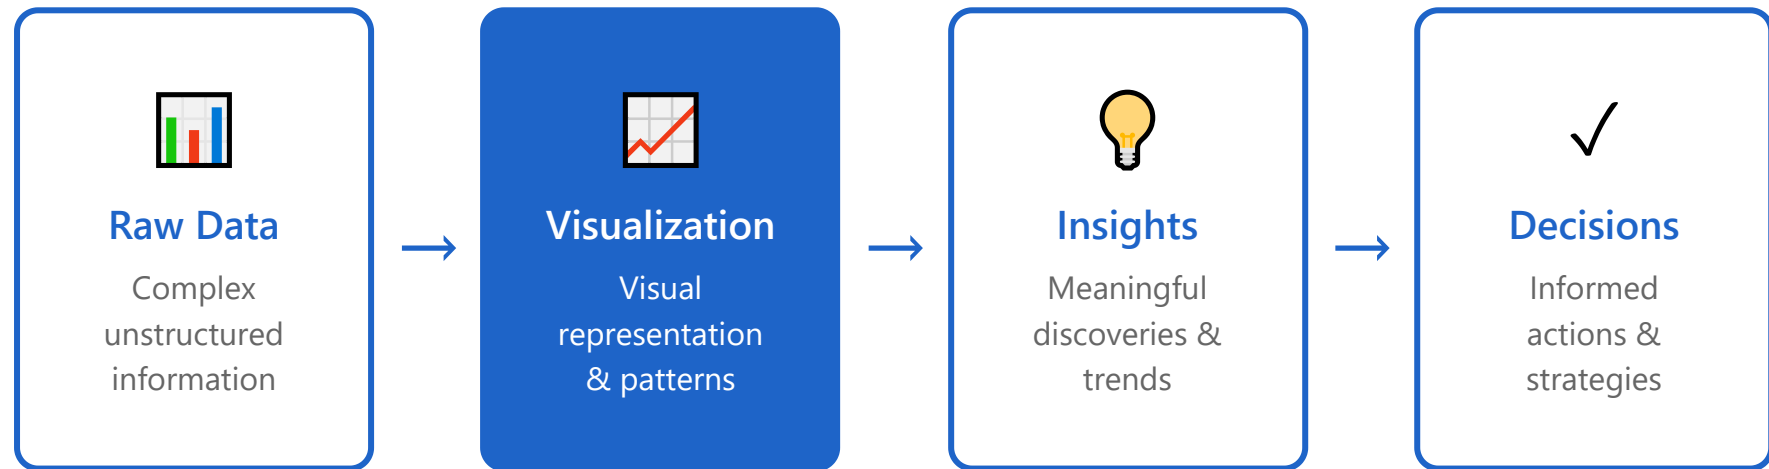 Raw Data
Complex
unstructured
information
→
Visualization
Visual
representation
& patterns
→
Insights
Meaningful
discoveries &
trends
→
Decisions
Informed
actions &
strategies